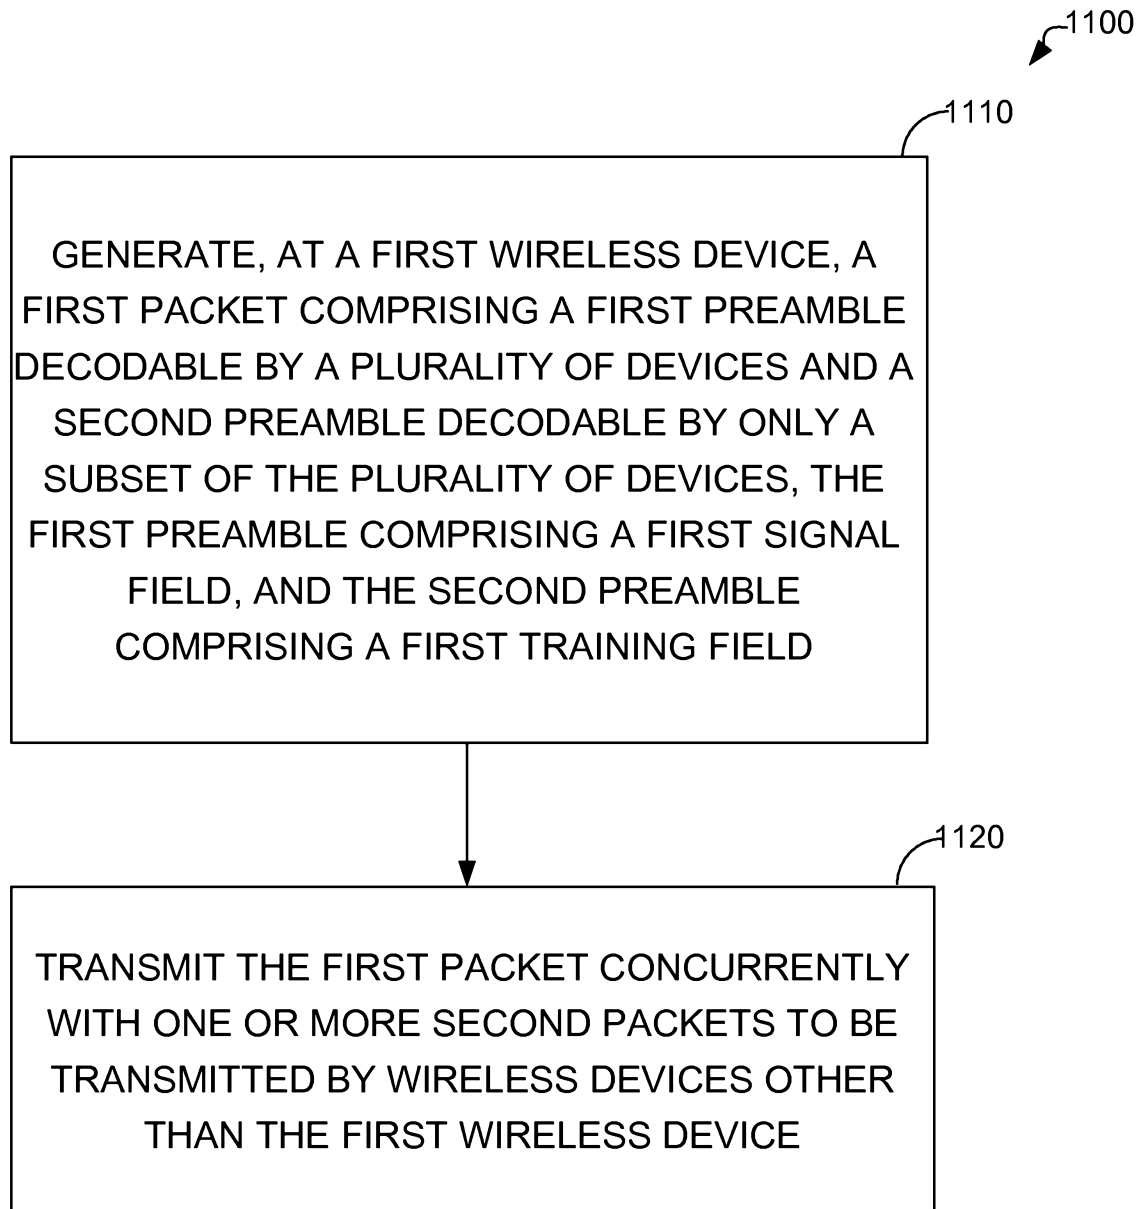 1100
1110
GENERATE, AT A FIRST WIRELESS DEVICE, A
FIRST PACKET COMPRISING A FIRST PREAMBLE
DECODABLE BY A PLURALITY OF DEVICES AND A
SECOND PREAMBLE DECODABLE BY ONLY A
SUBSET OF THE PLURALITY OF DEVICES, THE
FIRST PREAMBLE COMPRISING A FIRST SIGNAL
FIELD, AND THE SECOND PREAMBLE
COMPRISING A FIRST TRAINING FIELD
1120
TRANSMIT THE FIRST PACKET CONCURRENTLY
WITH ONE OR MORE SECOND PACKETS TO BE
TRANSMITTED BY WIRELESS DEVICES OTHER
THAN THE FIRST WIRELESS DEVICE